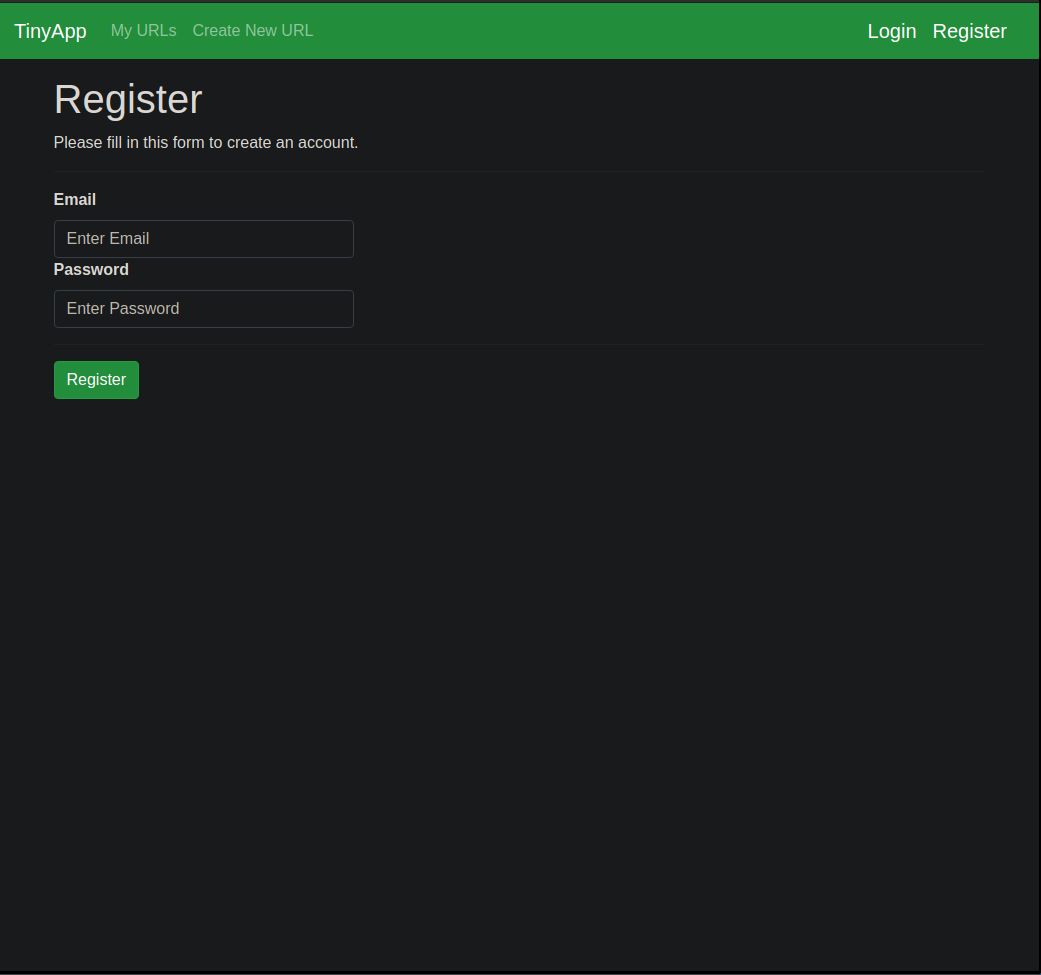 TinyApp My URLs Create New URL Login Register
Register
Please fill in this form to create an account.
Email
Enter Email
Password
Enter Password
Register